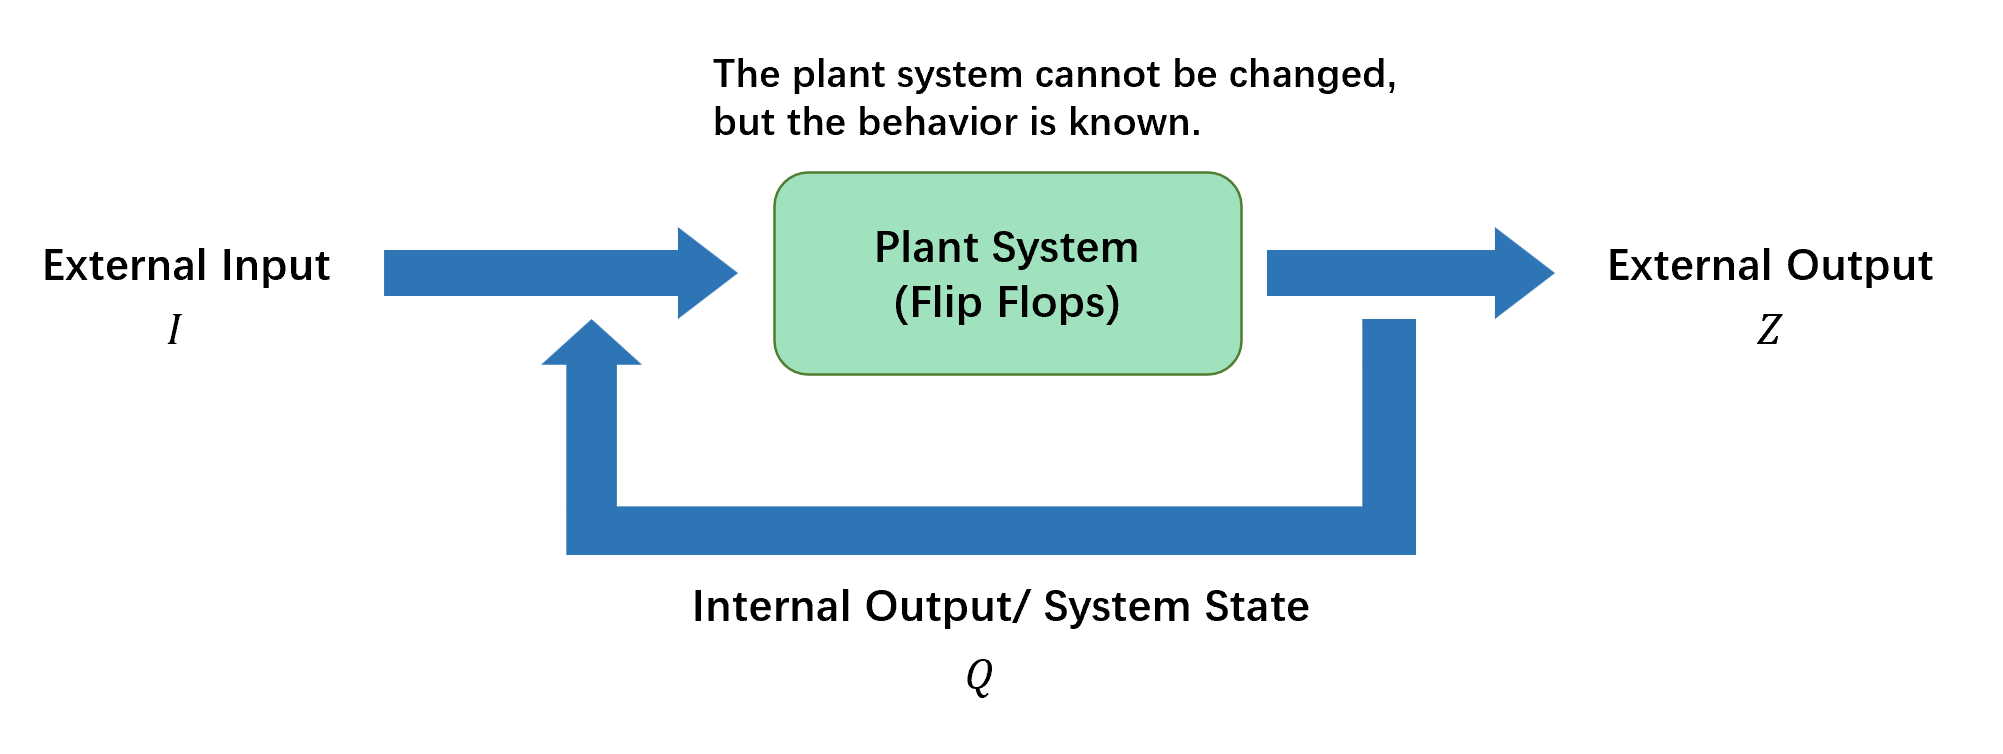 The plant system cannot be changed,
but the behavior is known.
External Input
I
Plant System
(Flip Flops)
External Output
Z
Internal Output/ System State
Q